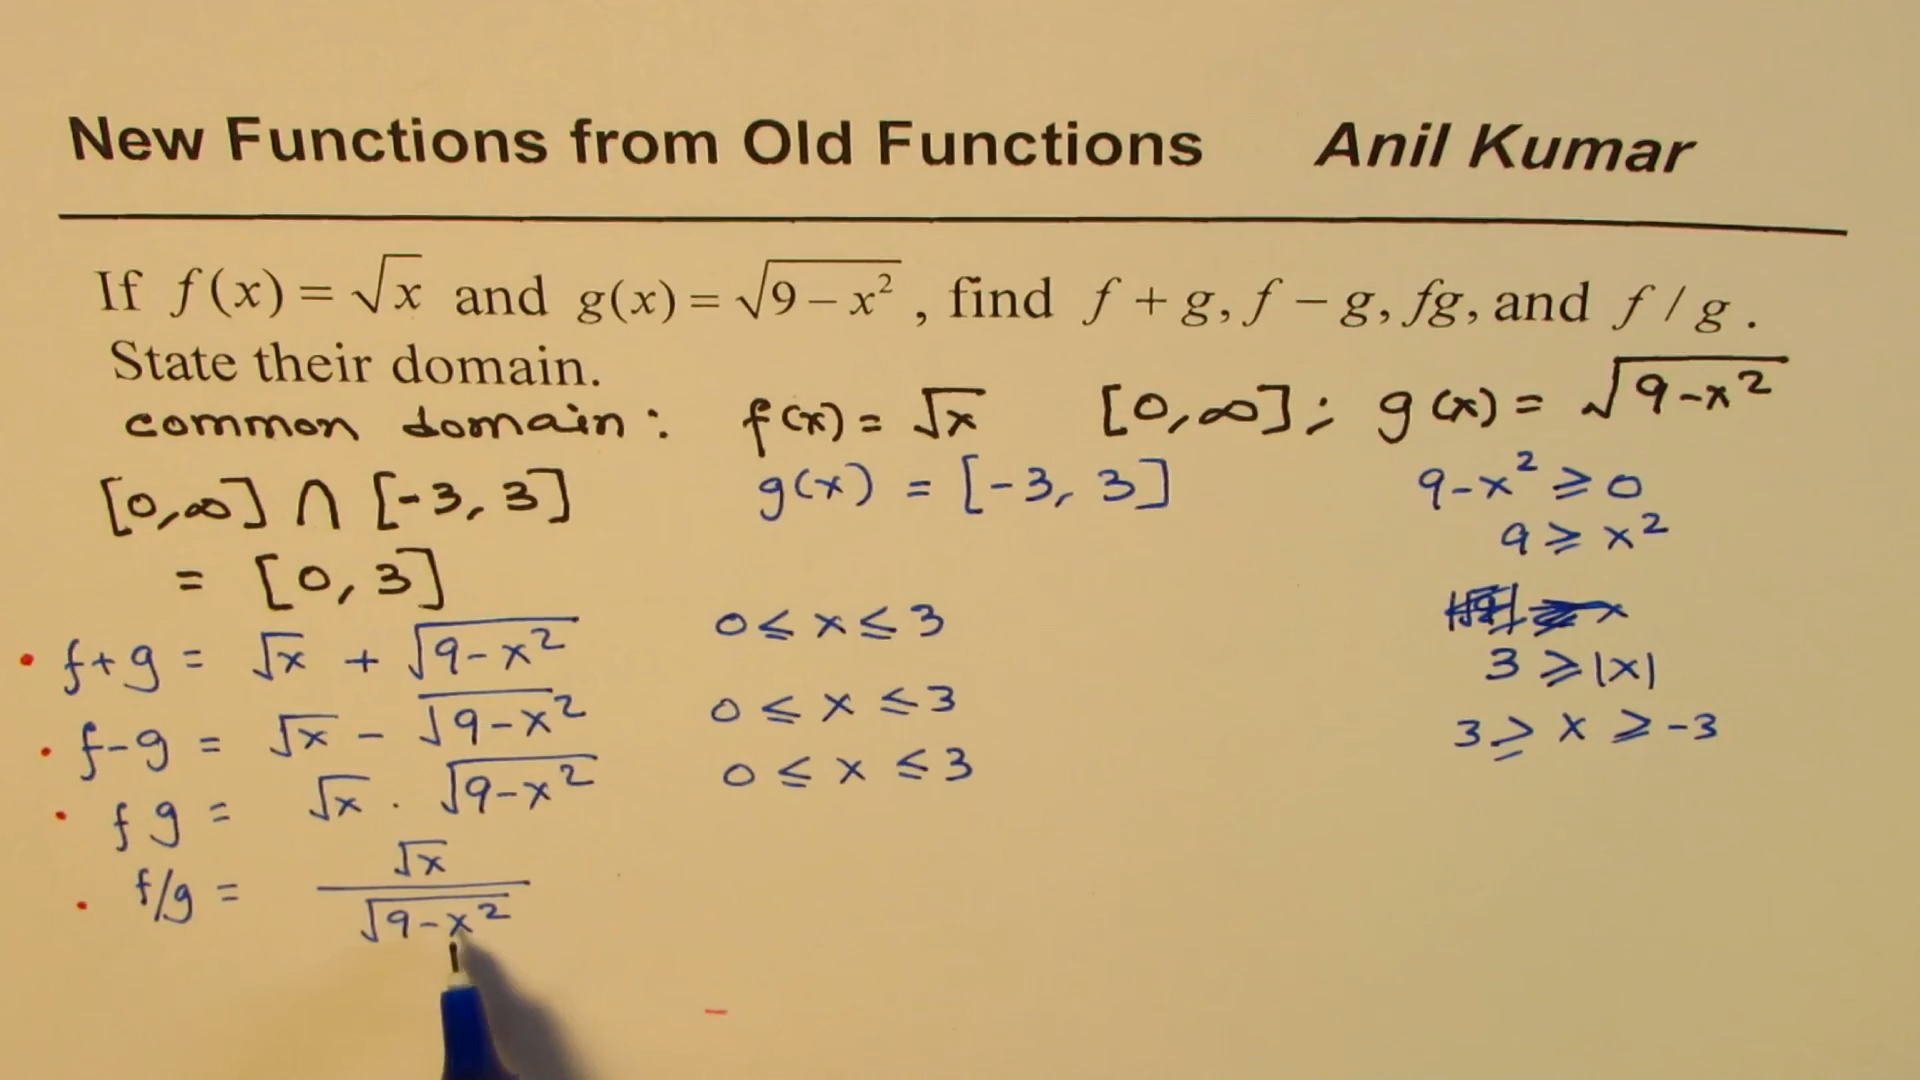 New Functions from Old Functions Anil Kumar
If f(x) = √x and g(x) = √(9 − x²), find f + g, f − g, fg, and f / g.
State their domain.
common domain: f(x) = √x [0,∞]; g(x) = √(9-x²)
[0,∞] ∩ [-3, 3] g(x) = [-3, 3] 9-x² ≥ 0
9 ≥ x²
= [0, 3]
3 ≥ |x|
3 ≥ x ≥ -3
• f+g = √x + √(9-x²) 0 ≤ x ≤ 3
• f-g = √x - √(9-x²) 0 ≤ x ≤ 3
• fg = √x . √(9-x²) 0 ≤ x ≤ 3
• f/g = √x / √(9-x²)